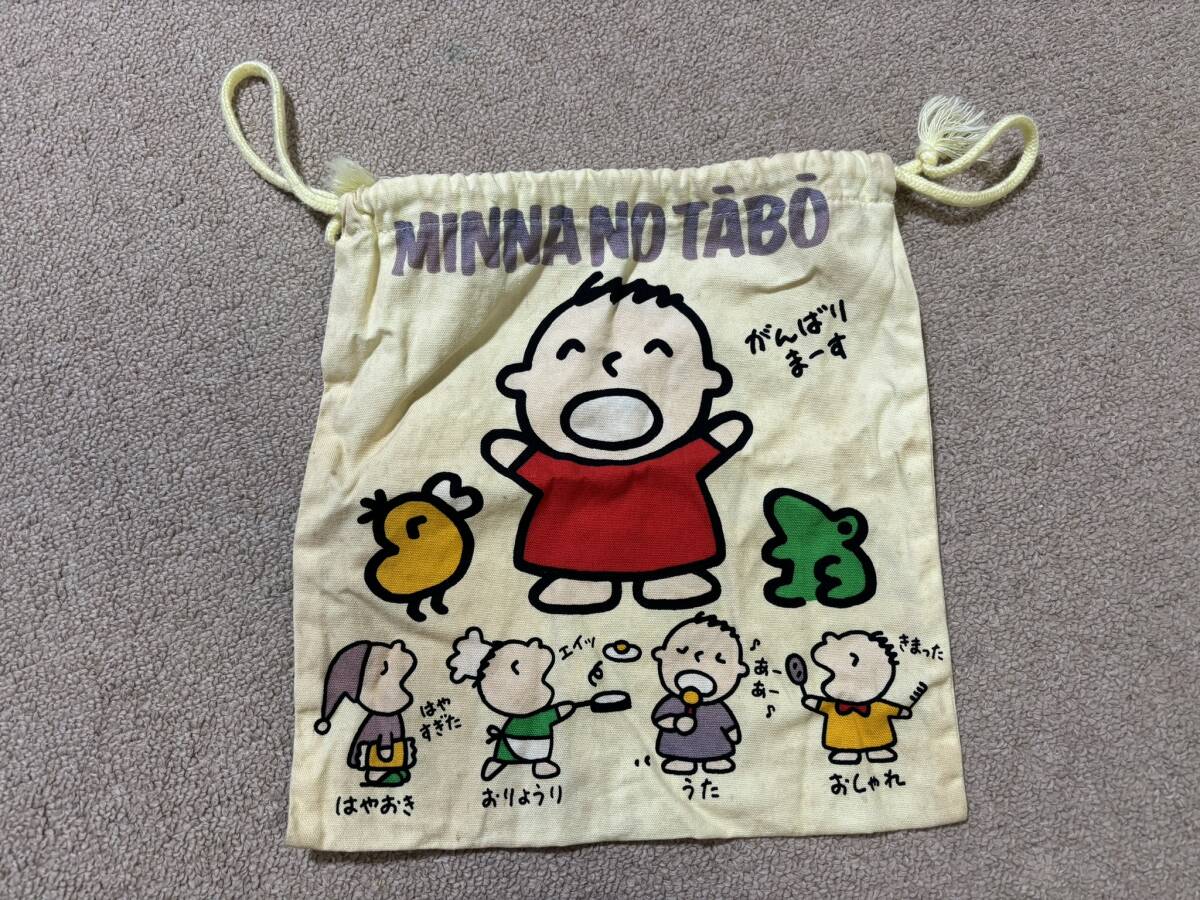 MINNA NO TĀBŌ
がんばり
まーす
はや
すぎた
はやおき
エイッ
おりょうり
♪
あー
あー
♪
うた
きまった
おしゃれ